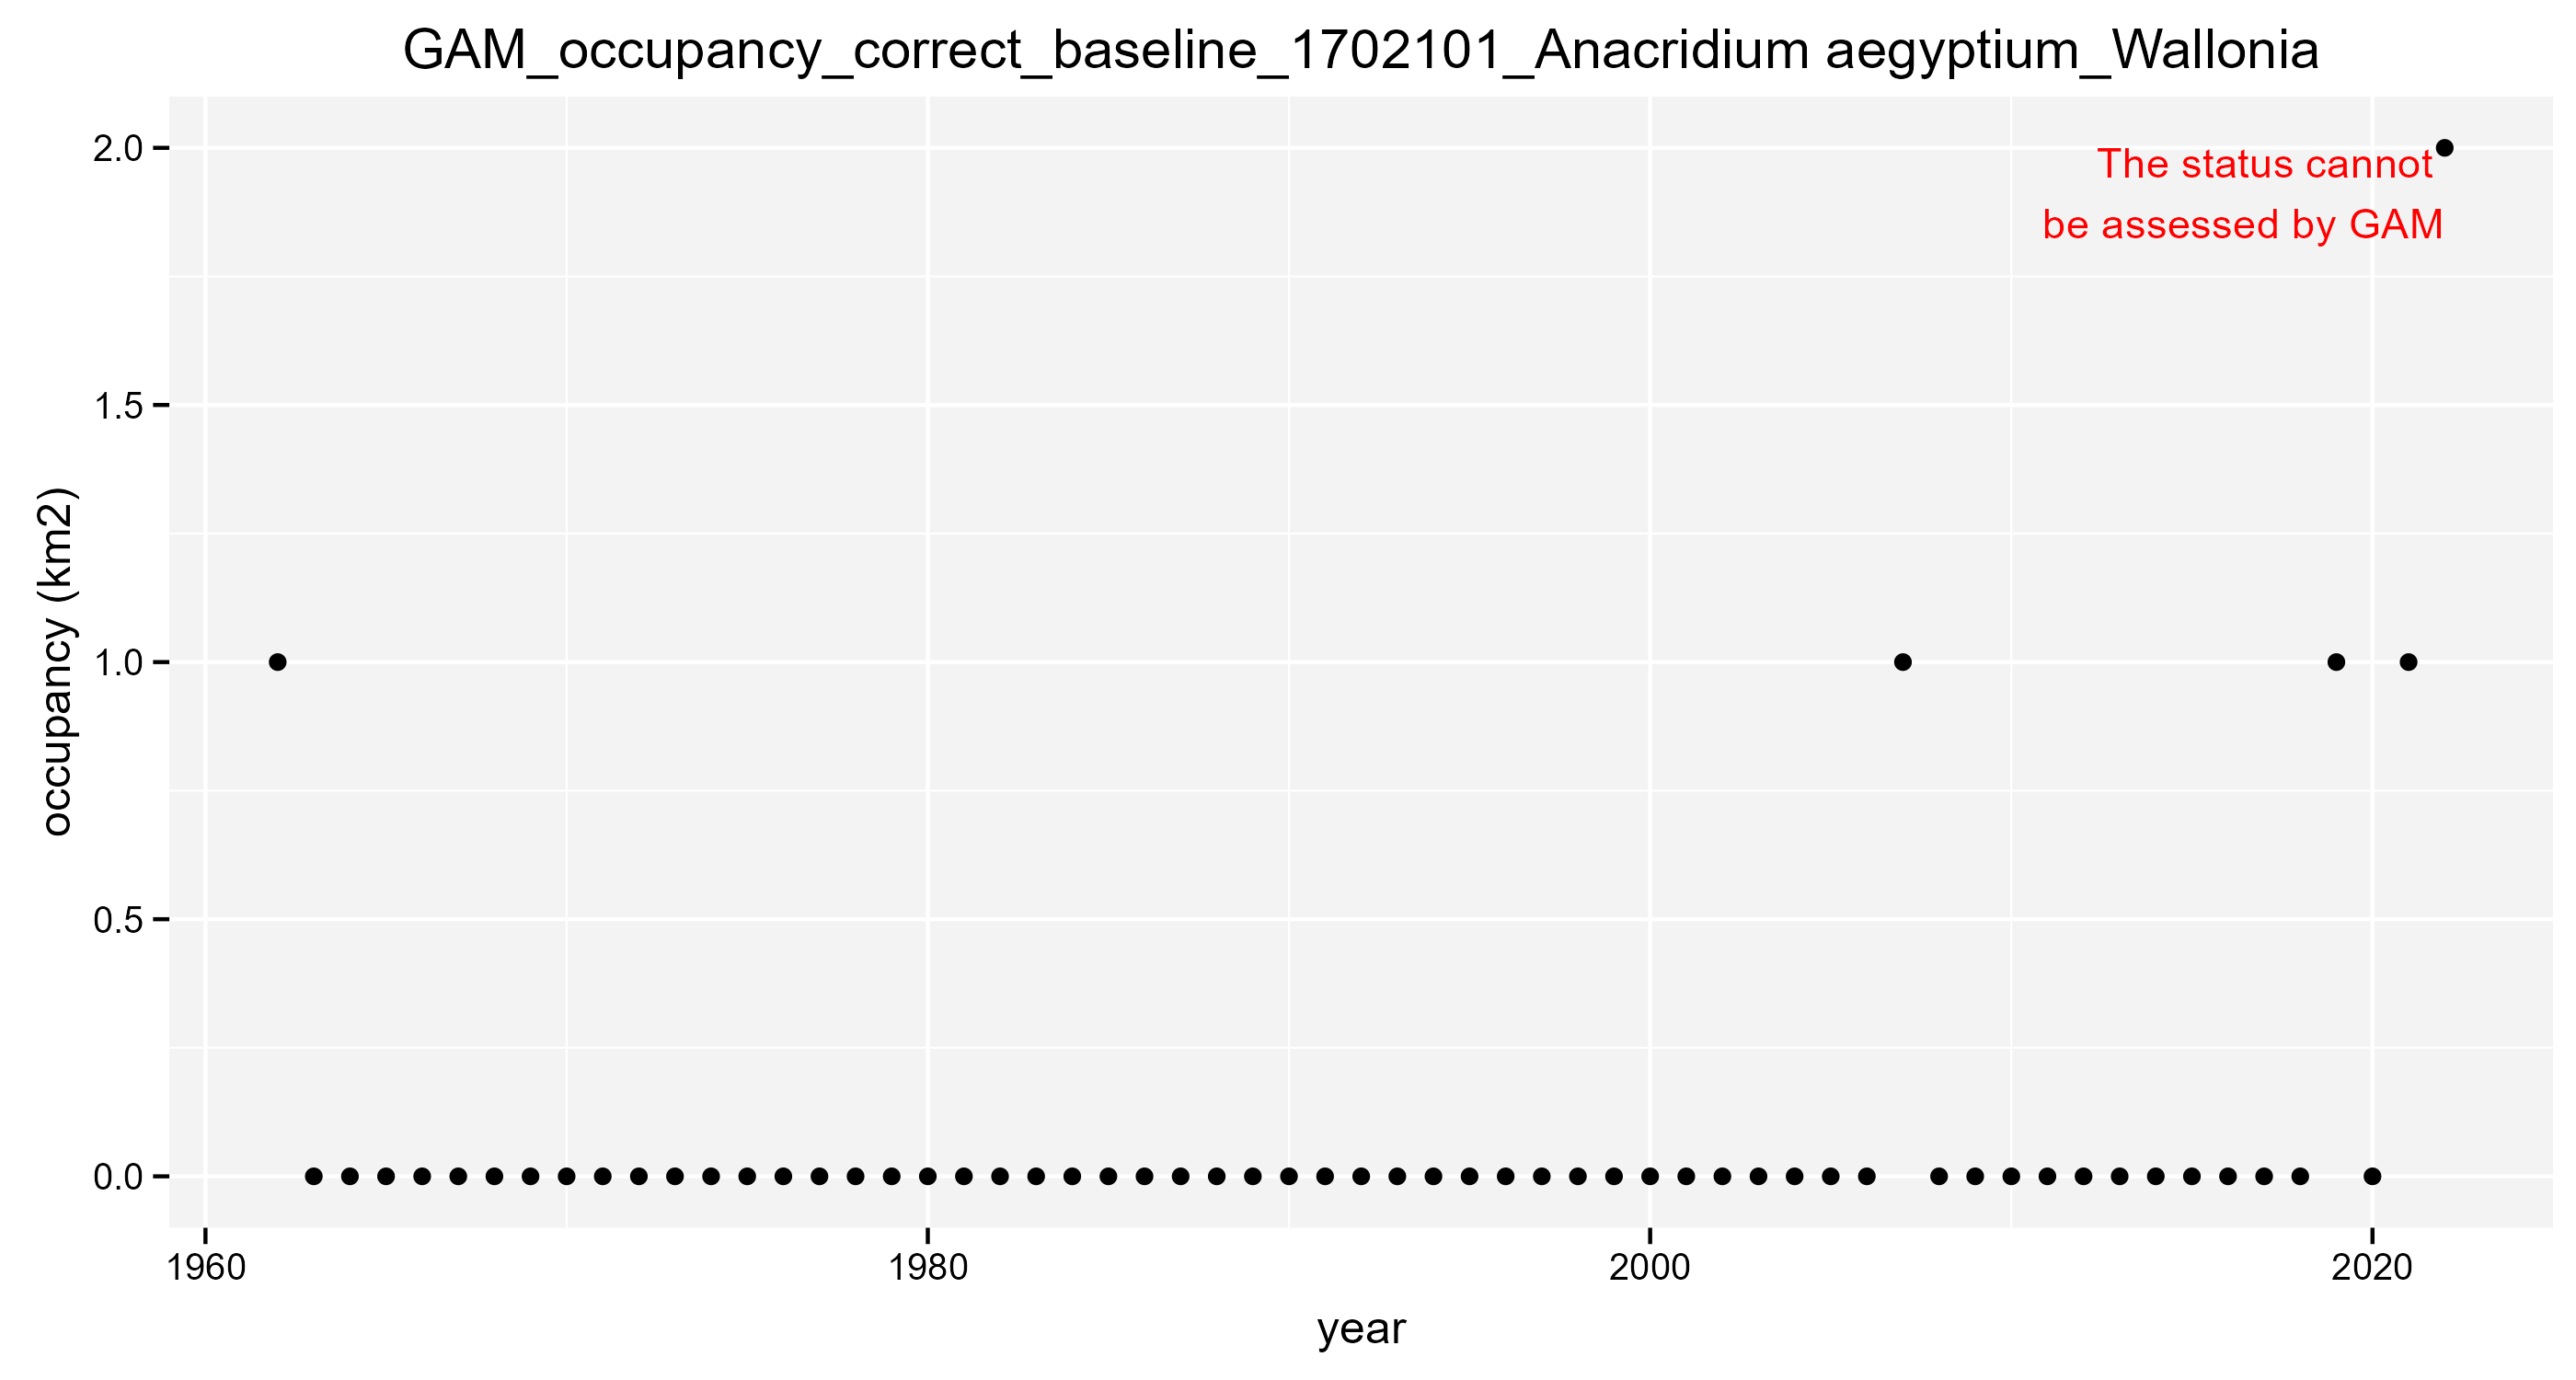 GAM_occupancy_correct_baseline_1702101_Anacridium aegyptium_Wallonia
2.0
The status cannot
be assessed by GAM
1.5
1.0
0.5
0.0
occupancy (km2)
1960
1980
2000
2020
year